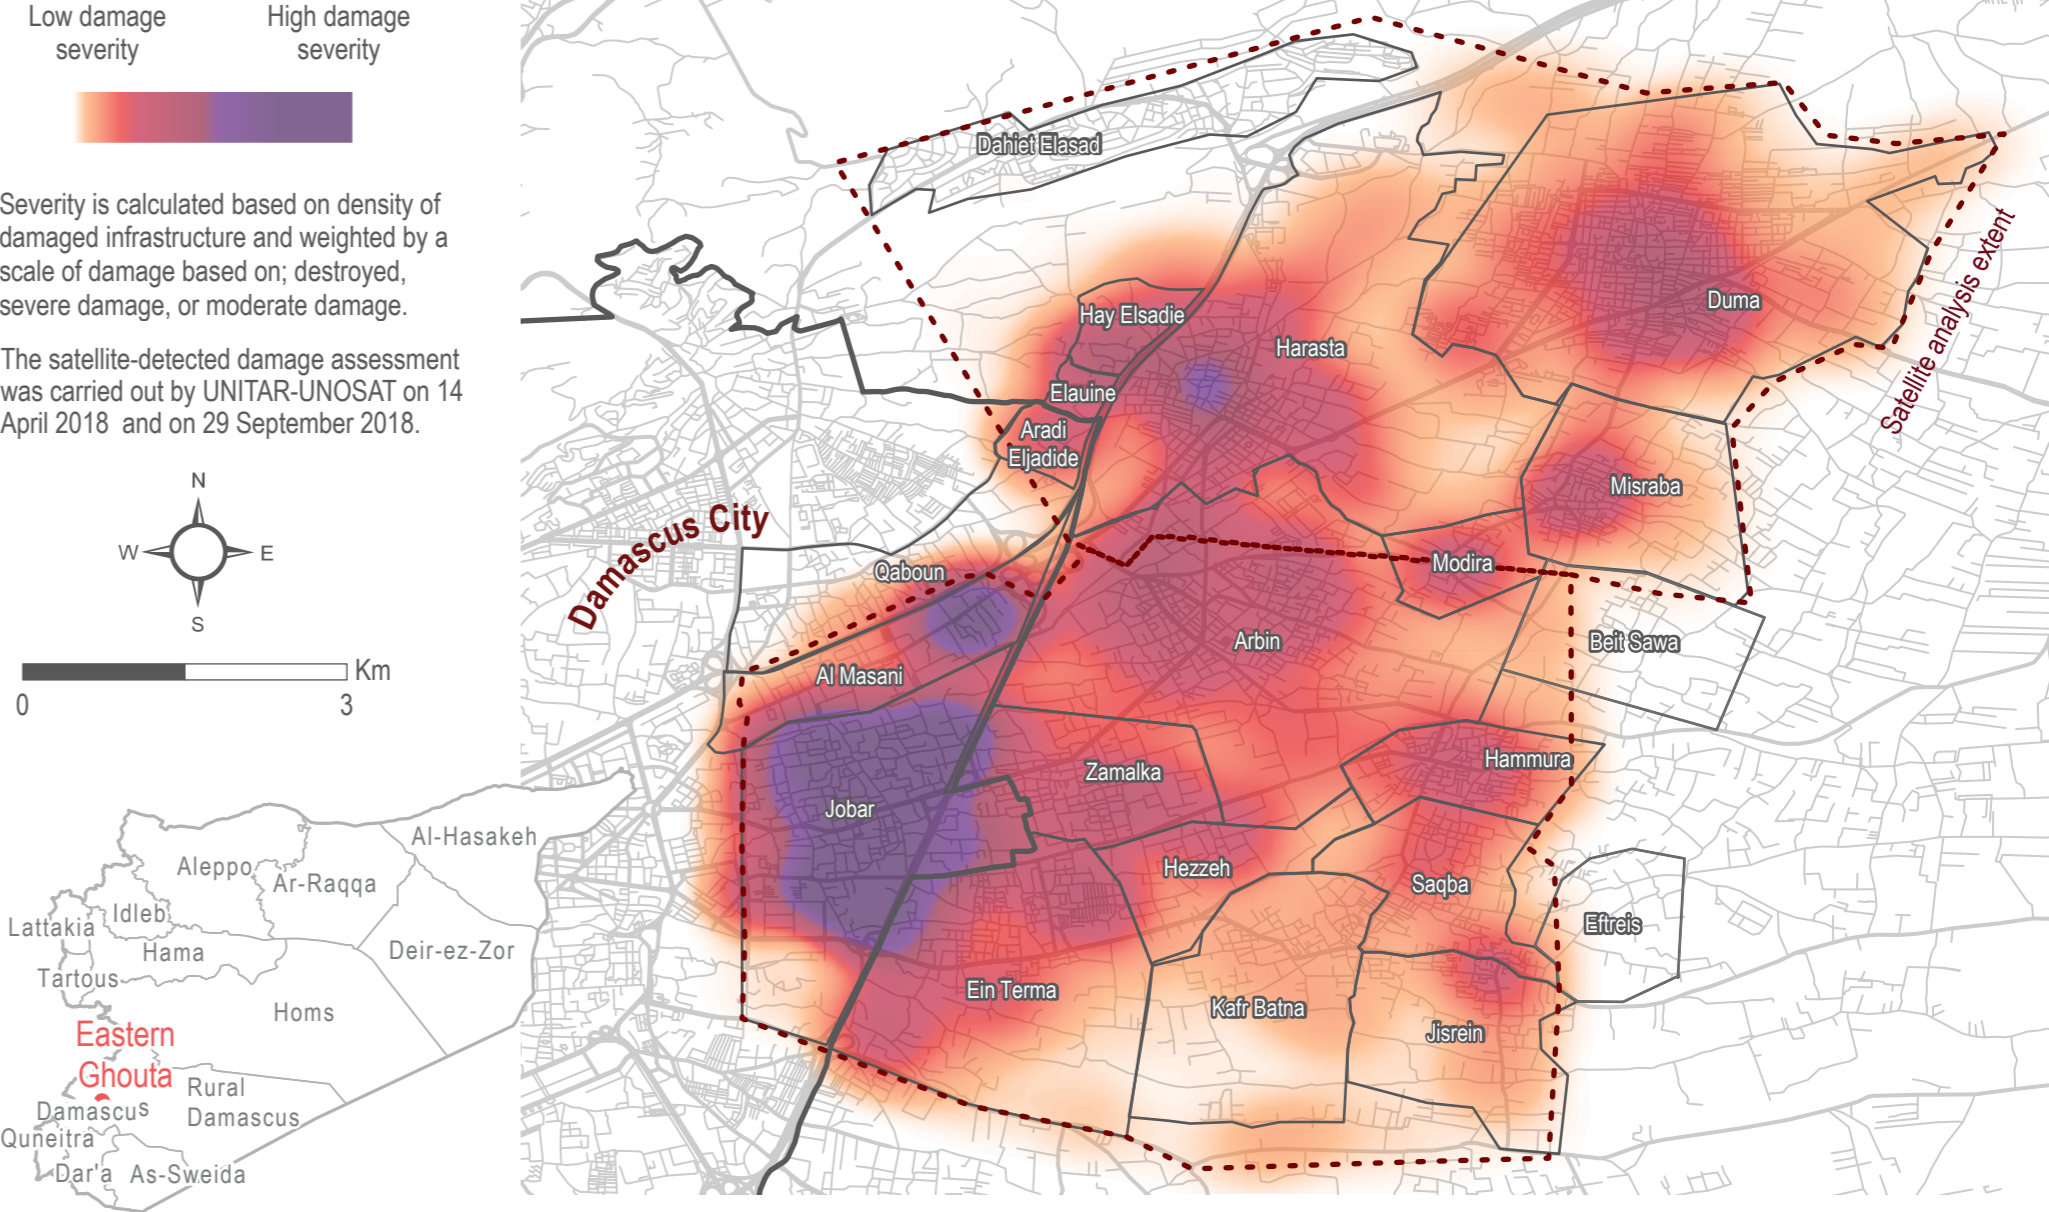 Low damage
severity
High damage
severity
Severity is calculated based on density of
damaged infrastructure and weighted by a
scale of damage based on; destroyed,
severe damage, or moderate damage.
The satellite-detected damage assessment
was carried out by UNITAR-UNOSAT on 14
April 2018 and on 29 September 2018.
N
W
E
S
Km
0
3
Al-Hasakeh
Aleppo
Ar-Raqqa
Idleb
Lattakia
Hama
Deir-ez-Zor
Tartous
Homs
Eastern
Ghouta
Rural
Damascus
Damascus
Quneitra
Dar'a
As-Sweida
Dahiet Elasad
Duma
Satellite analysis extent
Hay Elsadie
Harasta
Elauine
Aradi
Eljadide
Misraba
Damascus City
Qaboun
Modira
Arbin
Beit Sawa
Al Masani
Hammura
Zamalka
Jobar
Hezzeh
Saqba
Eftreis
Ein Terma
Kafr Batna
Jisrein